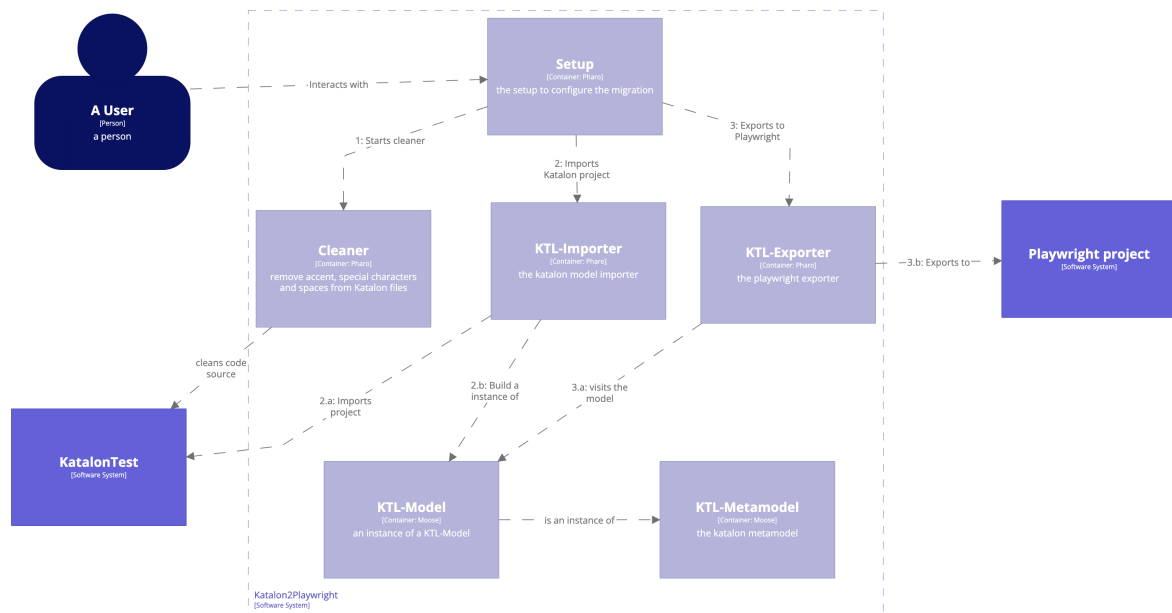 A User
[Person]
a person
-Interacts with
Setup
[Container: Pharo]
the setup to configure the migration
1: Starts cleaner
2: Imports
Katalon project
3: Exports to
Playwright
Cleaner
[Container: Pharo]
remove accent, special characters
and spaces from Katalon files
KTL-Importer
[Container: Pharo]
the katalon model importer
KTL-Exporter
[Container: Pharo]
the playwright exporter
3.b: Exports to
Playwright project
[Software System]
cleans code
source
2.a: Imports
project
2.b: Build a
instance of
3.a: visits the
model
KatalonTest
[Software System]
KTL-Model
[Container: Moose]
an instance of a KTL-Model
is an instance of
KTL-Metamodel
[Container: Moose]
the katalon metamodel
Katalon2Playwright
[Software System]